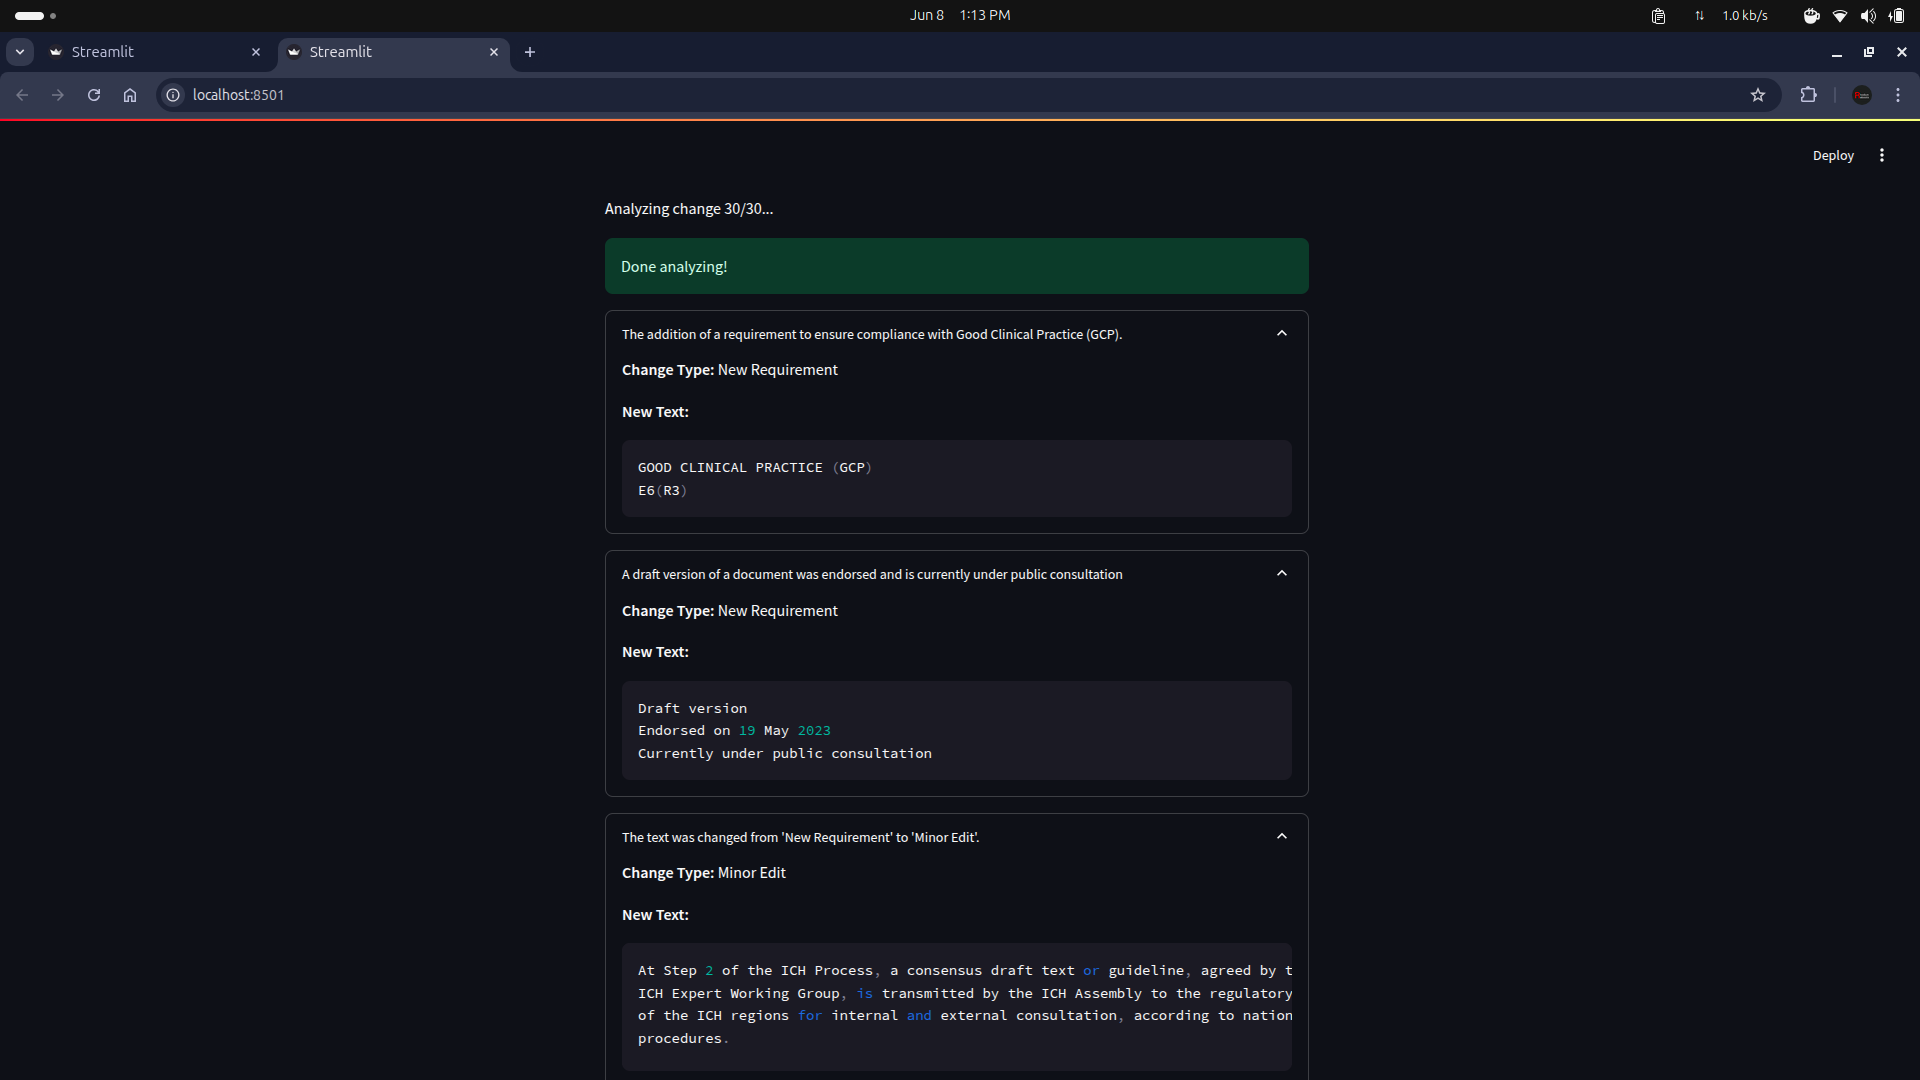 Jun 8 1:13 PM
1.0 kb/s
Streamlit
Streamlit
localhost:8501
Deploy
Analyzing change 30/30...
Done analyzing!
The addition of a requirement to ensure compliance with Good Clinical Practice (GCP).
Change Type: New Requirement
New Text:
GOOD CLINICAL PRACTICE (GCP)
E6(R3)
A draft version of a document was endorsed and is currently under public consultation
Change Type: New Requirement
New Text:
Draft version
Endorsed on 19 May 2023
Currently under public consultation
The text was changed from 'New Requirement' to 'Minor Edit'.
Change Type: Minor Edit
New Text:
At Step 2 of the ICH Process, a consensus draft text or guideline, agreed by t
ICH Expert Working Group, is transmitted by the ICH Assembly to the regulatory
of the ICH regions for internal and external consultation, according to nation
procedures.